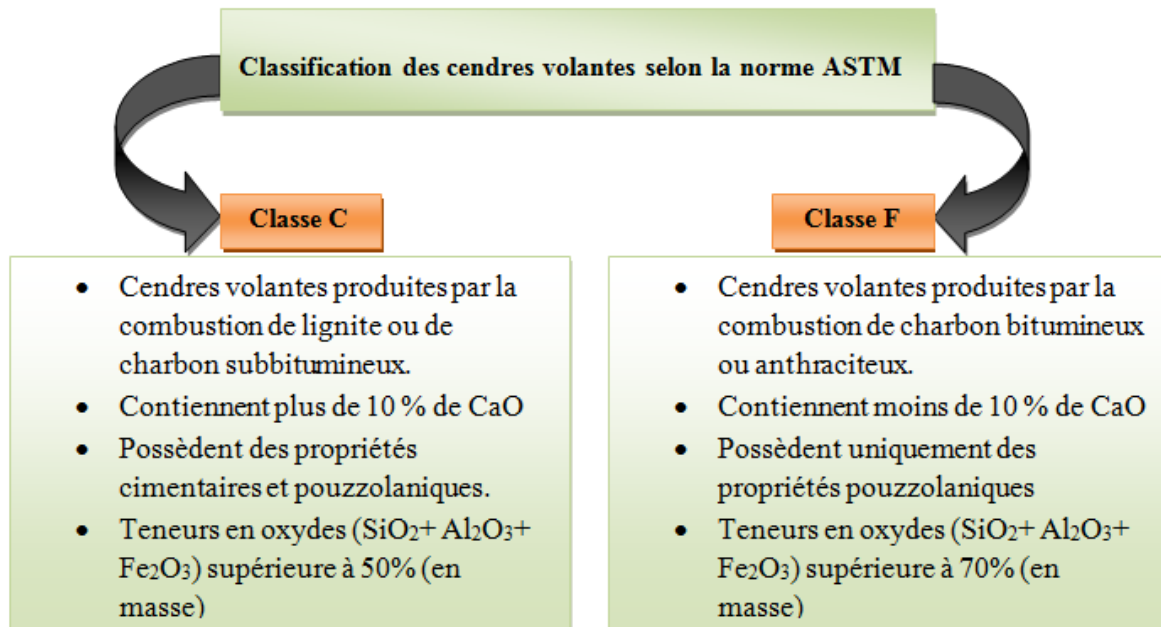 Classification des cendres volantes selon la norme ASTM
Classe C
• Cendres volantes produites par la
combustion de lignite ou de
charbon subbitumineux.
• Contiennent plus de 10 % de CaO
• Possèdent des propriétés
cimentaires et pouzzolaniques.
• Teneurs en oxydes (SiO₂+ Al₂O₃+
Fe₂O₃) supérieure à 50% (en
masse)
Classe F
• Cendres volantes produites par la
combustion de charbon bitumineux
ou anthraciteux.
• Contiennent moins de 10 % de CaO
• Possèdent uniquement des
propriétés pouzzolaniques
• Teneurs en oxydes (SiO₂+ Al₂O₃+
Fe₂O₃) supérieure à 70% (en
masse)